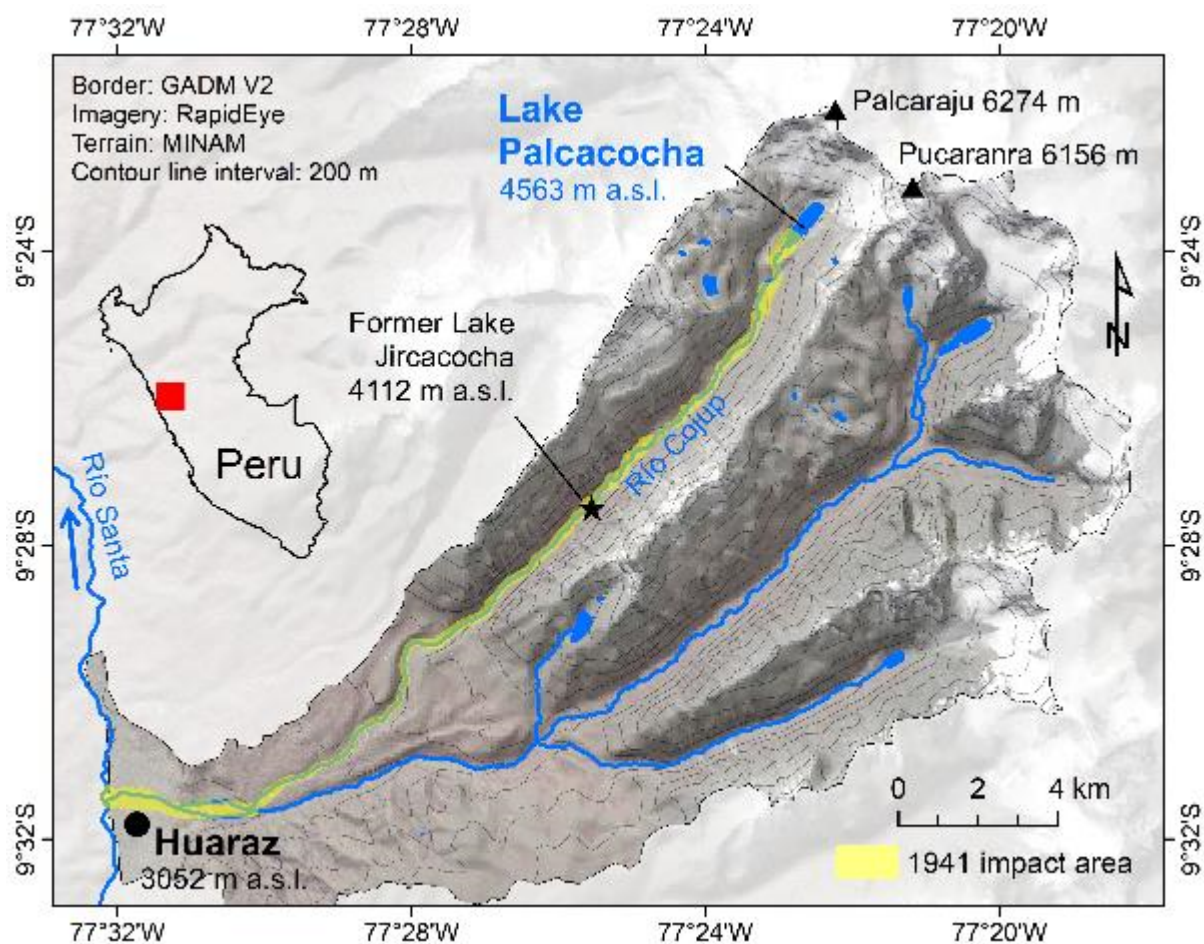 77°32'W
77°28'W
77°24'W
77°20'W
Border: GADM V2
Imagery: RapidEye
Terrain: MINAM
Contour line interval: 200 m
Lake
Palcacocha
4563 m a.s.l.
Palcaraju 6274 m
Pucaranra 6156 m
9°24'S
9°24'S
Former Lake
Jircacocha
4112 m a.s.l.
N
Peru
Río Cojup
Río Santa
9°28'S
9°28'S
0 2 4 km
Huaraz
3052 m a.s.l.
1941 impact area
9°32'S
9°32'S
77°32'W
77°28'W
77°24'W
77°20'W